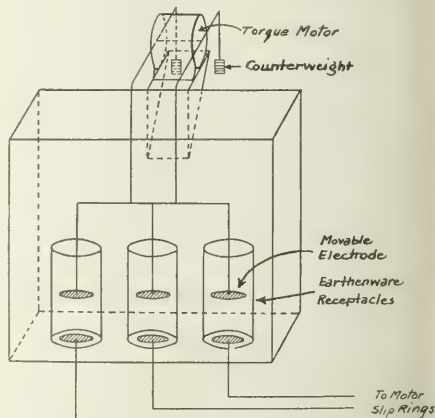 Torque Motor
Counterweight
Movable
Electrode
Earthenware
Receptacles
To Motor
Slip Rings